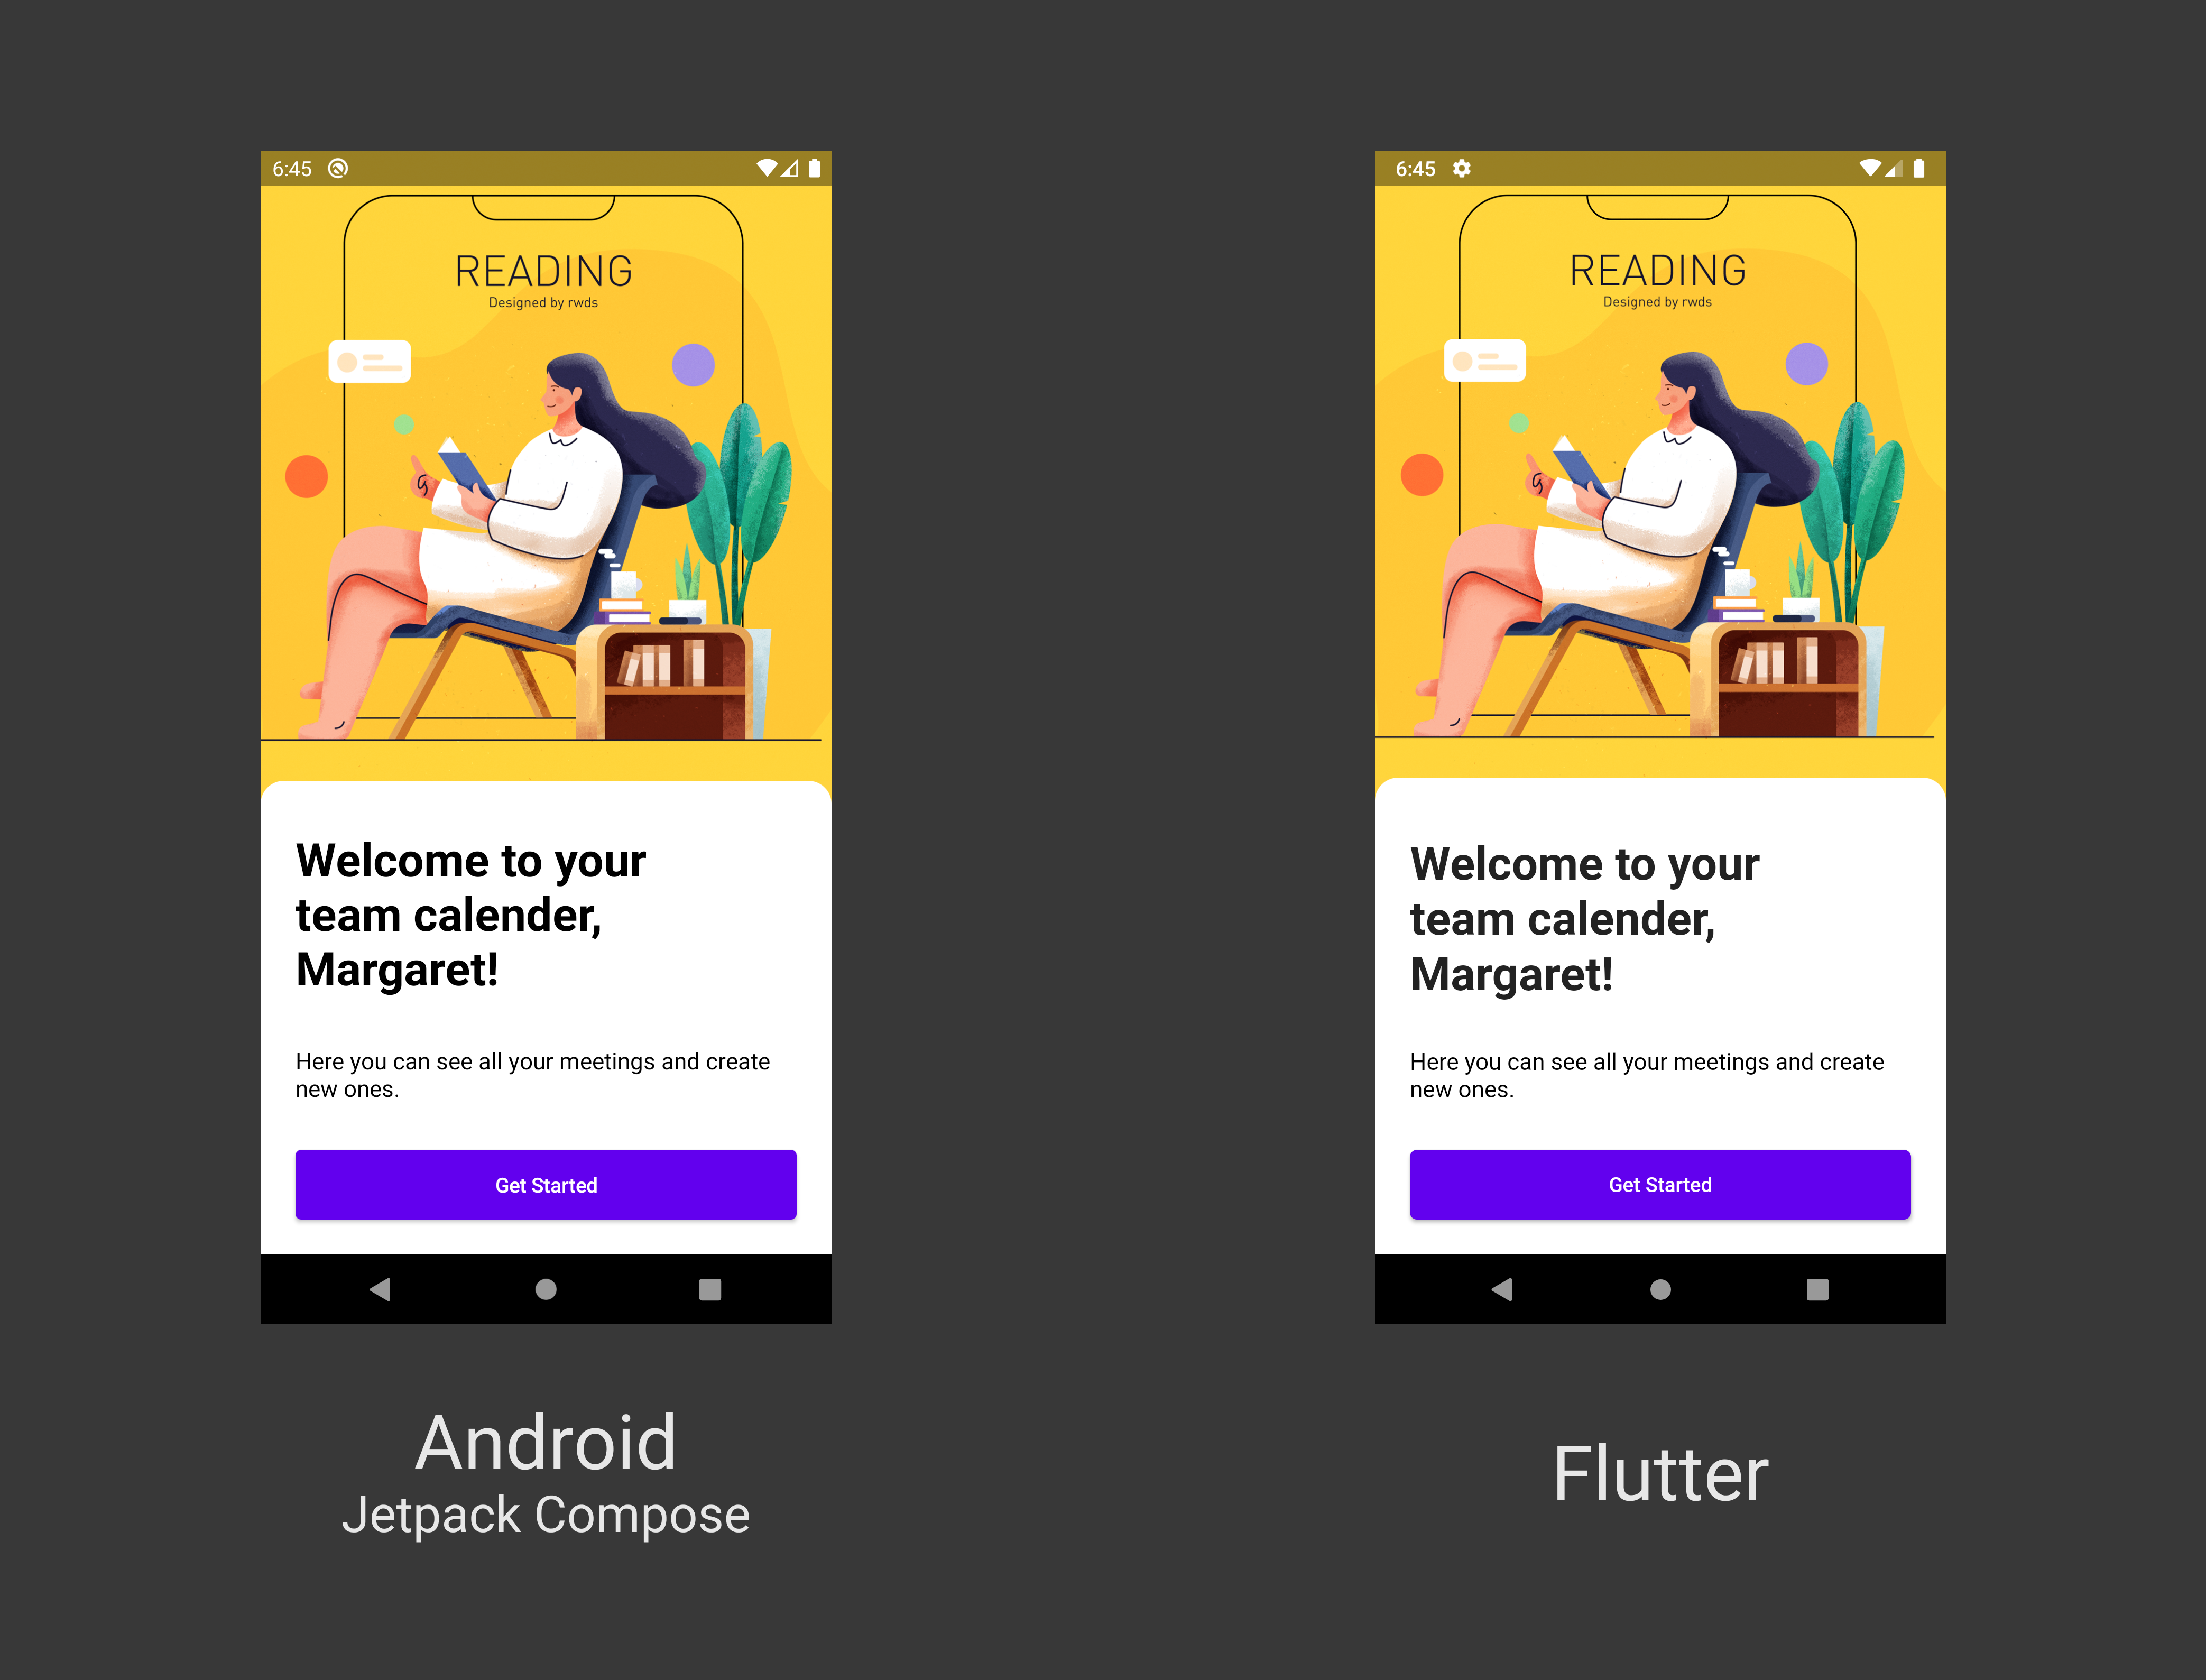 6:45
READING
Designed by rwds
Welcome to your
team calender,
Margaret!
Here you can see all your meetings and create
new ones.
Get Started
Android
Jetpack Compose
6:45
READING
Designed by rwds
Welcome to your
team calender,
Margaret!
Here you can see all your meetings and create
new ones.
Get Started
Flutter